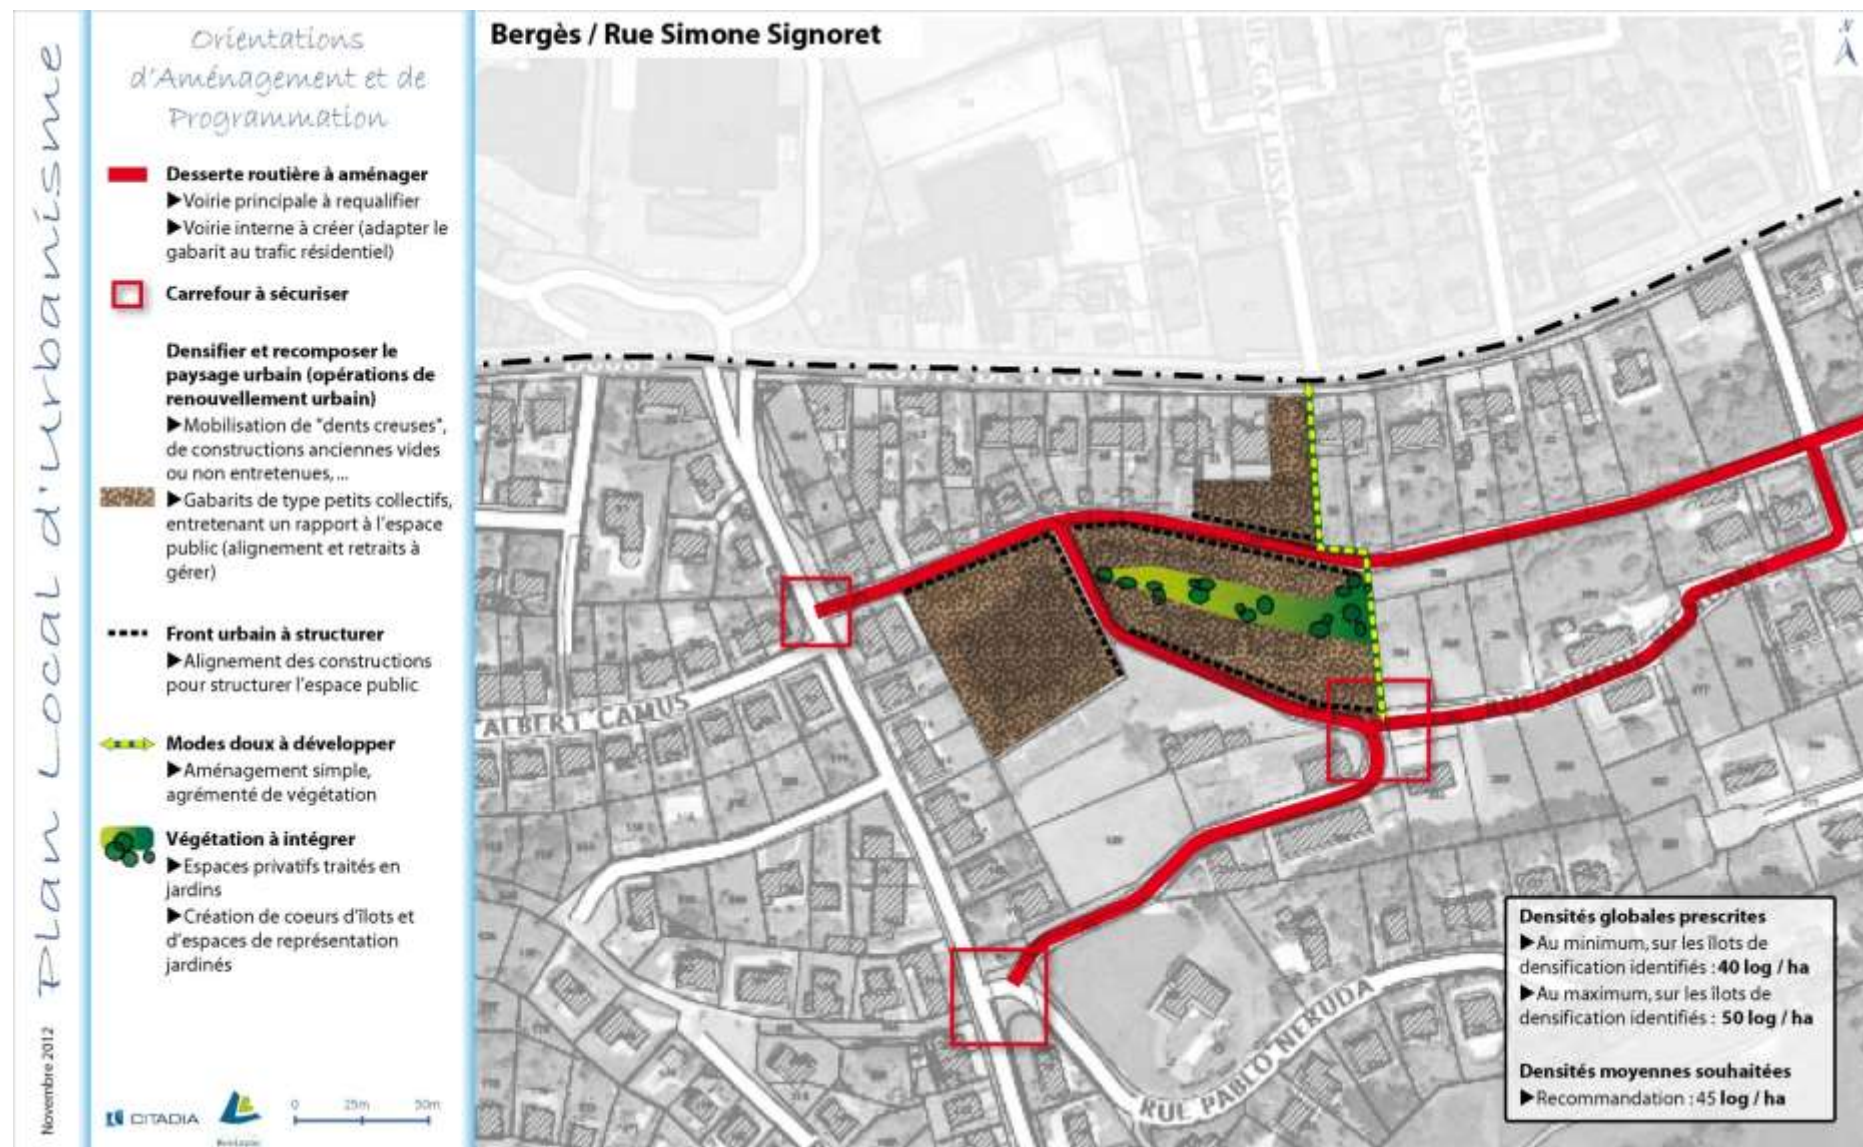 Plan Local d'urbanisme
Novembre 2012
Orientations
d'Aménagement et de
Programmation
Desserte routière à aménager
▶Voirie principale à requalifier
▶Voirie interne à créer (adapter le
gabarit au trafic résidentiel)
Carrefour à sécuriser
Densifier et recomposer le
paysage urbain (opérations de
renouvellement urbain)
▶Mobilisation de "dents creuses",
de constructions anciennes vides
ou non entretenues, ...
▶Gabarits de type petits collectifs,
entretenant un rapport à l'espace
public (alignement et retraits à
gérer)
Front urbain à structurer
▶Alignement des constructions
pour structurer l'espace public
Modes doux à développer
▶Aménagement simple,
agrémenté de végétation
Végétation à intégrer
▶Espaces privatifs traités en
jardins
▶Création de coeurs d'îlots et
d'espaces de représentation
jardinés
CITADIA
0 25m 50m
Bergès / Rue Simone Signoret
N
GAY LUSSAC
MOISSAN
ALBERT CAMUS
RUE PABLO NERUDA
Densités globales prescrites
▶Au minimum, sur les îlots de
densification identifiés : 40 log / ha
▶Au maximum, sur les îlots de
densification identifiés : 50 log / ha
Densités moyennes souhaitées
▶Recommandation : 45 log / ha